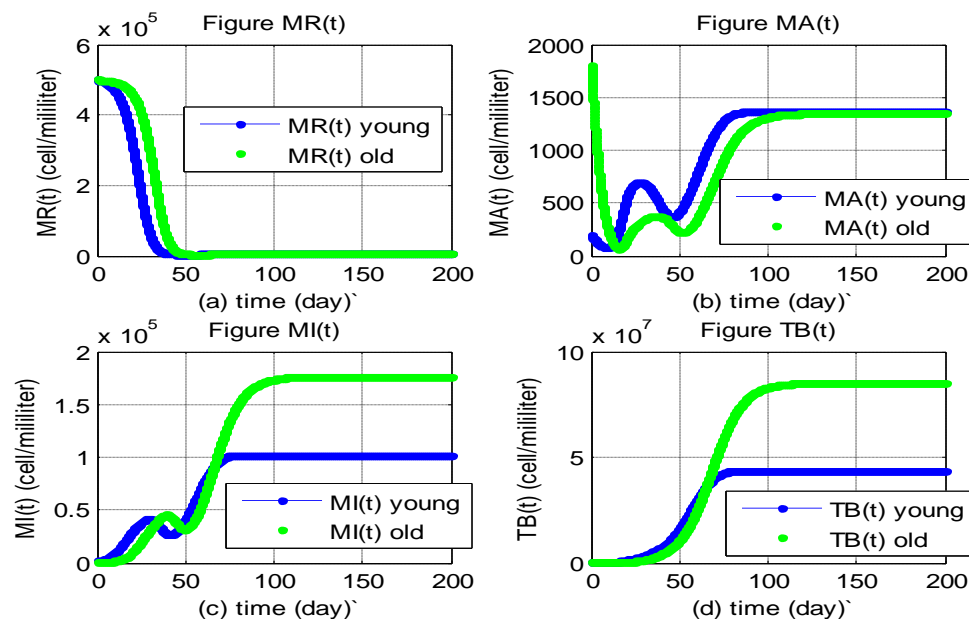 x 10^5
Figure MR(t)
MR(t) (cell/mililiter)
6
4
2
0
MR(t) young
MR(t) old
0 50 100 150 200
(a) time (day)`
Figure MA(t)
MA(t) (cell/mililiter)
2000
1500
1000
500
0
MA(t) young
MA(t) old
0 50 100 150 200
(b) time (day)`
x 10^5
Figure MI(t)
MI(t) (cell/mililiter)
2
1.5
1
0.5
0
MI(t) young
MI(t) old
0 50 100 150 200
(c) time (day)`
x 10^7
Figure TB(t)
TB(t) (cell/mililiter)
10
5
0
TB(t) young
TB(t) old
0 50 100 150 200
(d) time (day)`